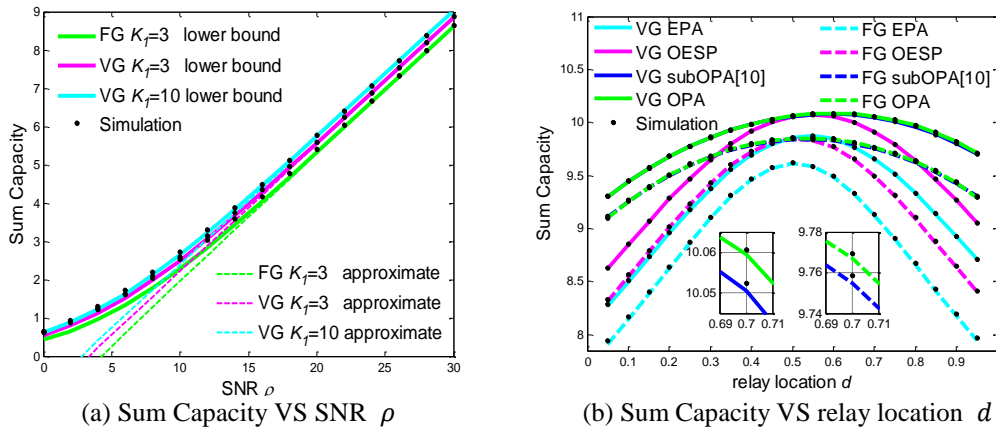 9
8
7
6
5
4
3
2
1
0
Sum Capacity
FG K1=3 lower bound
VG K1=3 lower bound
VG K1=10 lower bound
Simulation
FG K1=3 approximate
VG K1=3 approximate
VG K1=10 approximate
0 5 10 15 20 25 30
SNR ρ
(a) Sum Capacity VS SNR ρ
11
10.5
10
9.5
9
8.5
8
Sum Capacity
VG EPA
VG OESP
VG subOPA[10]
VG OPA
Simulation
FG EPA
FG OESP
FG subOPA[10]
FG OPA
10.06
10.05
0.69 0.7 0.71
9.78
9.76
9.74
0.69 0.7 0.71
0.1 0.2 0.3 0.4 0.5 0.6 0.7 0.8 0.9
relay location d
(b) Sum Capacity VS relay location d